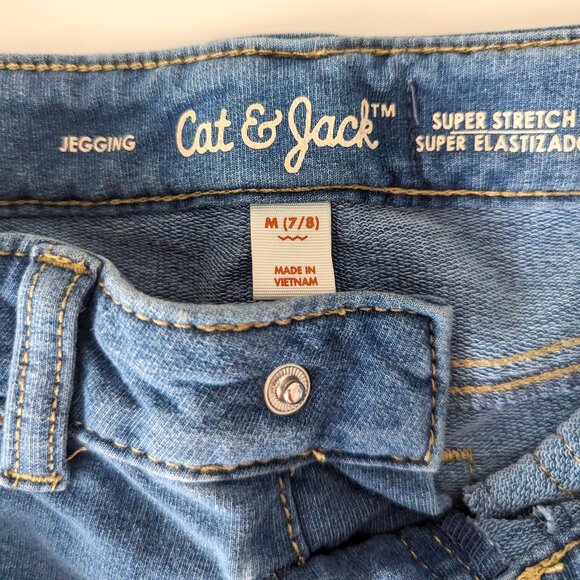 JEGGING
Cat & Jack™
SUPER STRETCH
SUPER ELASTIZADO
M (7/8)
MADE IN
VIETNAM